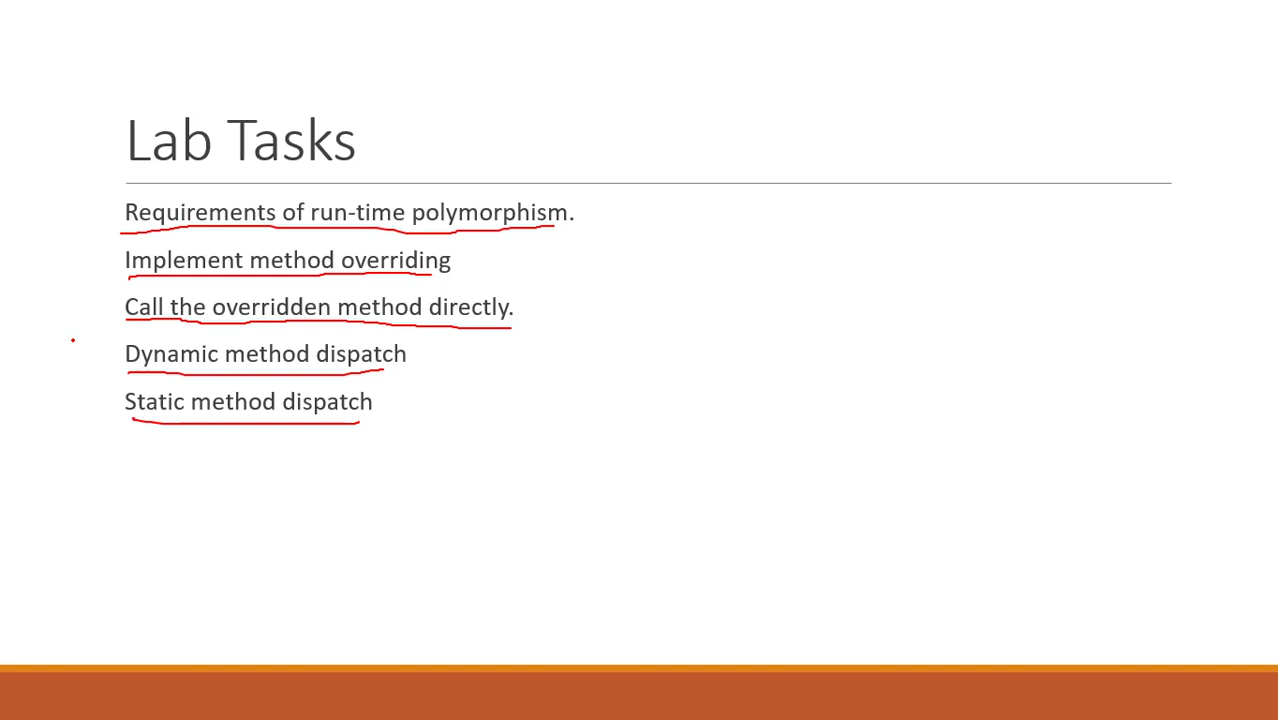 Lab Tasks
Requirements of run-time polymorphism.
Implement method overriding
Call the overridden method directly.
Dynamic method dispatch
Static method dispatch